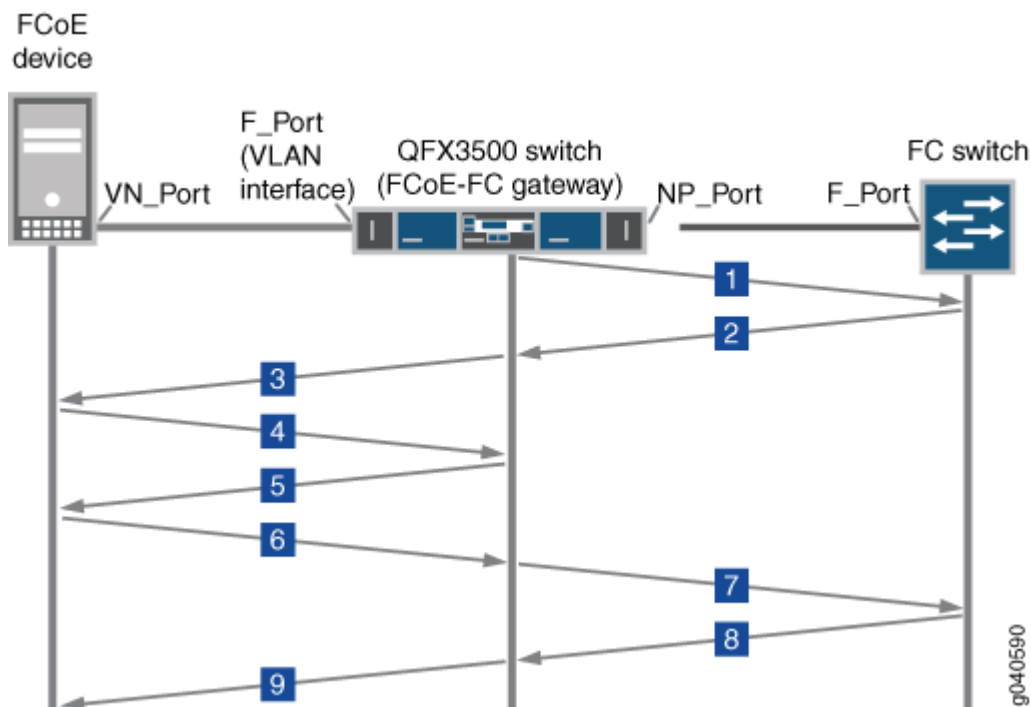 FCoE
device
F_Port
(VLAN
interface)
QFX3500 switch
(FCoE-FC gateway)
FC switch
VN_Port
NP_Port
F_Port
1
2
3
4
5
6
7
8
9
g040590